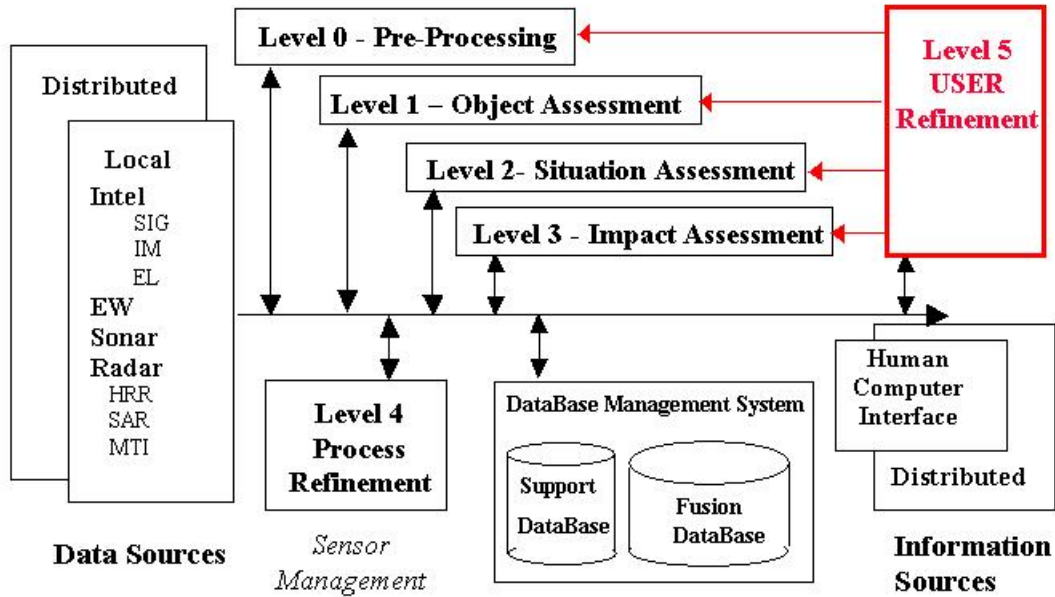 Distributed
Local
Intel
SIG
IM
EL
EW
Sonar
Radar
HRR
SAR
MTI
Data Sources
Level 0 - Pre-Processing
Level 1 – Object Assessment
Level 2- Situation Assessment
Level 3 - Impact Assessment
Level 5
USER
Refinement
Level 4
Process
Refinement
Sensor
Management
DataBase Management System
Support
DataBase
Fusion
DataBase
Human
Computer
Interface
Distributed
Information
Sources